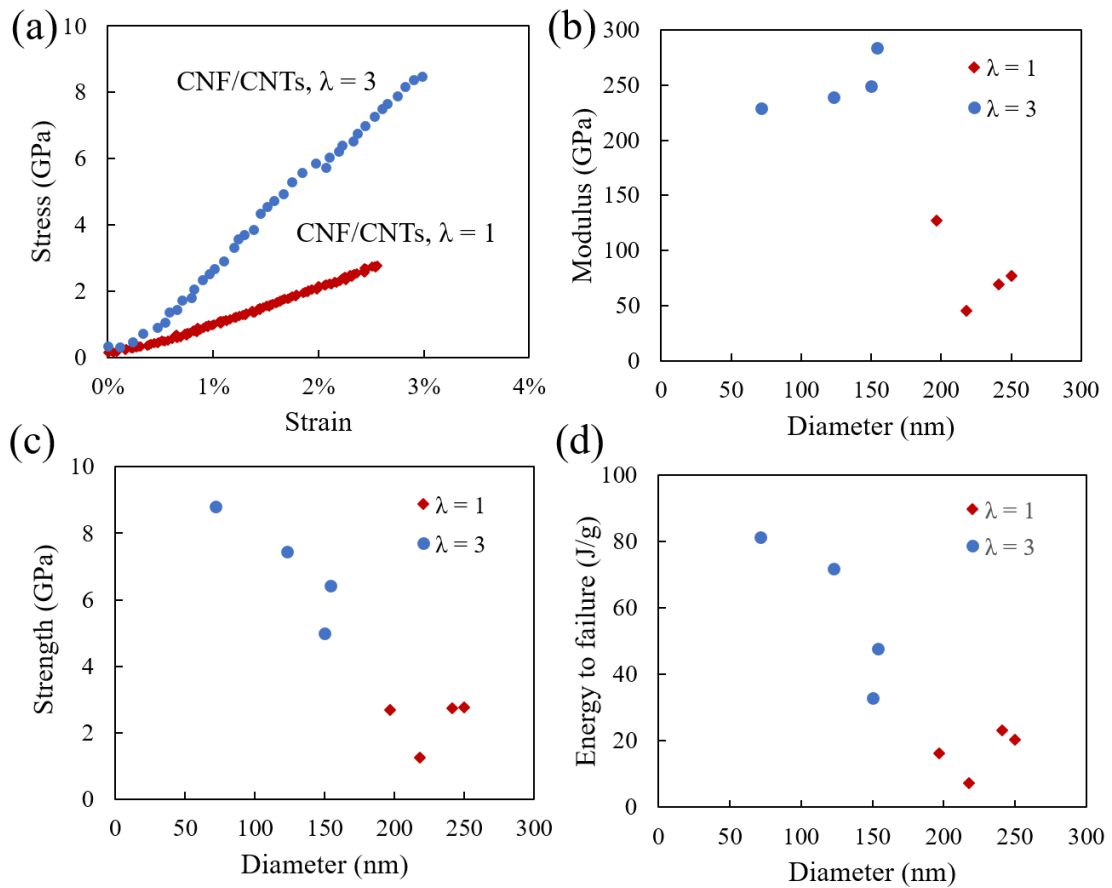 (a)
10
8
6
4
2
0
Stress (GPa)
CNF/CNTs, λ = 3
CNF/CNTs, λ = 1
0% 1% 2% 3% 4%
Strain
(b)
300
250
200
150
100
50
0
Modulus (GPa)
λ = 1
λ = 3
0 50 100 150 200 250 300
Diameter (nm)
(c)
10
8
6
4
2
0
Strength (GPa)
λ = 1
λ = 3
0 50 100 150 200 250 300
Diameter (nm)
(d)
100
80
60
40
20
0
Energy to failure (J/g)
λ = 1
λ = 3
0 50 100 150 200 250 300
Diameter (nm)